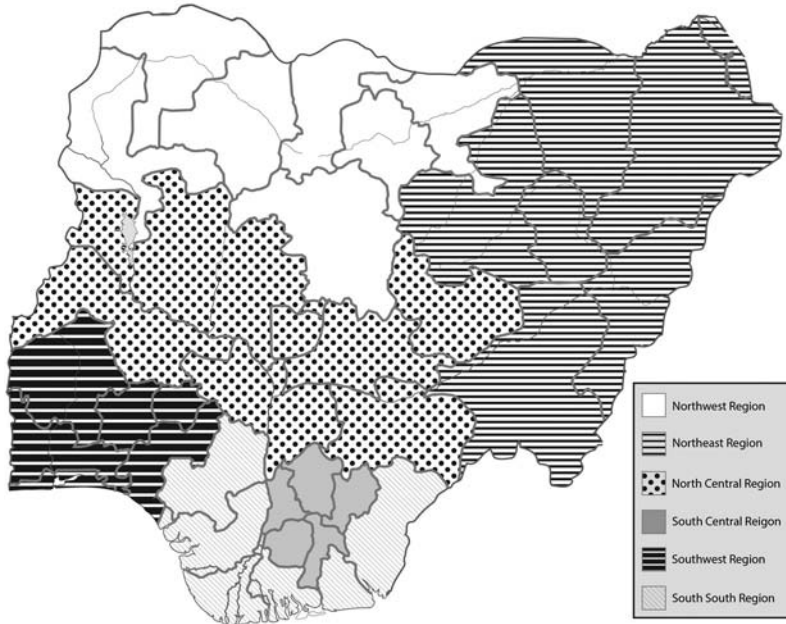 Northwest Region
Northeast Region
North Central Region
South Central Reigon
Southwest Region
South South Region